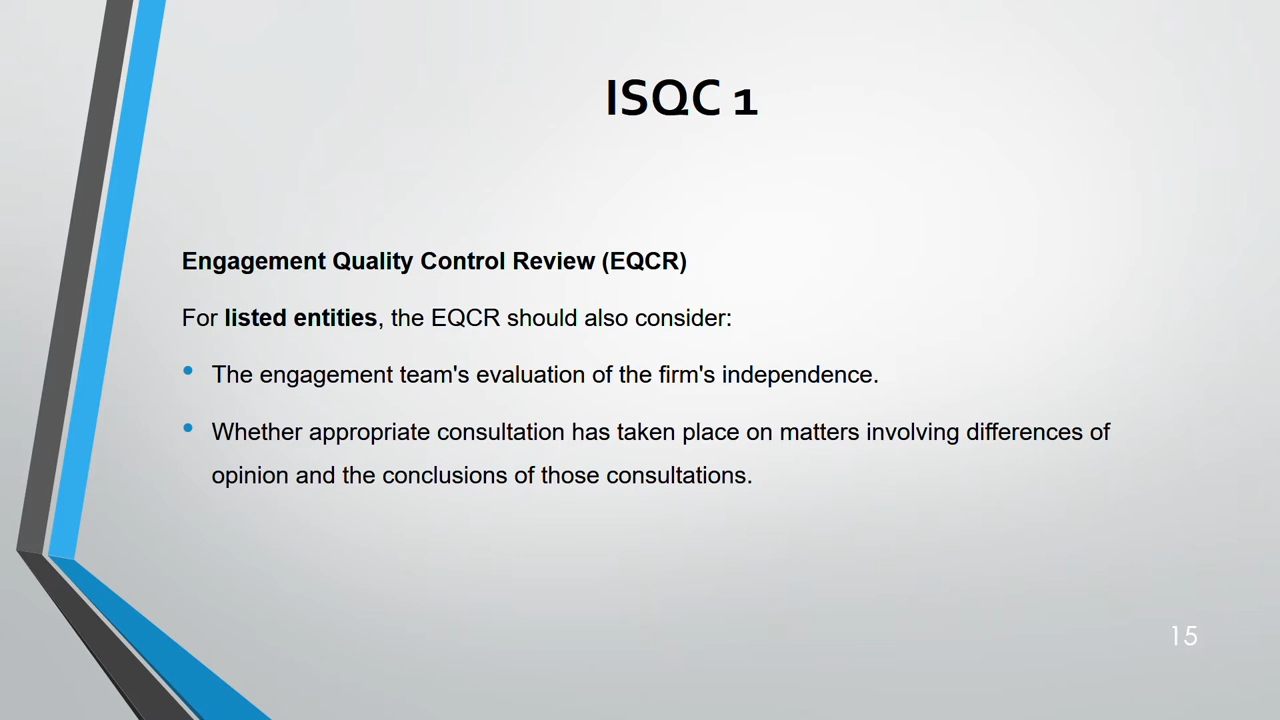 ISQC 1
Engagement Quality Control Review (EQCR)
For listed entities, the EQCR should also consider:
• The engagement team's evaluation of the firm's independence.
• Whether appropriate consultation has taken place on matters involving differences of
opinion and the conclusions of those consultations.
15